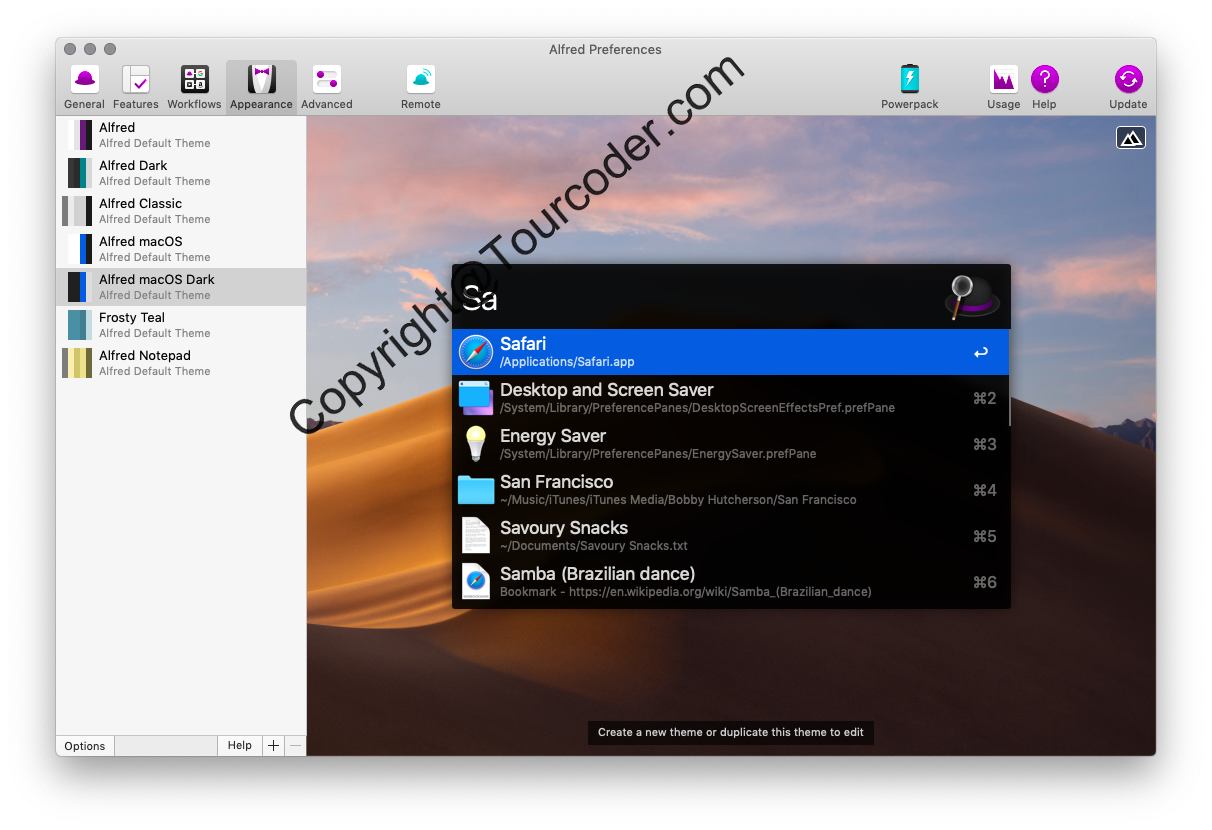 Alfred Preferences
General Features Workflows Appearance Advanced Remote Powerpack Usage Help Update
Alfred
Alfred Default Theme
Alfred Dark
Alfred Default Theme
Alfred Classic
Alfred Default Theme
Alfred macOS
Alfred Default Theme
Alfred macOS Dark
Alfred Default Theme
Frosty Teal
Alfred Default Theme
Alfred Notepad
Alfred Default Theme
Options Help + −
Copyright@Tourcoder.com
Sa
Safari ↩
/Applications/Safari.app
Desktop and Screen Saver ⌘2
/System/Library/PreferencePanes/DesktopScreenEffectsPref.prefPane
Energy Saver ⌘3
/System/Library/PreferencePanes/EnergySaver.prefPane
San Francisco ⌘4
~/Music/iTunes/iTunes Media/Bobby Hutcherson/San Francisco
Savoury Snacks ⌘5
~/Documents/Savoury Snacks.txt
Samba (Brazilian dance) ⌘6
Bookmark - https://en.wikipedia.org/wiki/Samba_(Brazilian_dance)
Create a new theme or duplicate this theme to edit